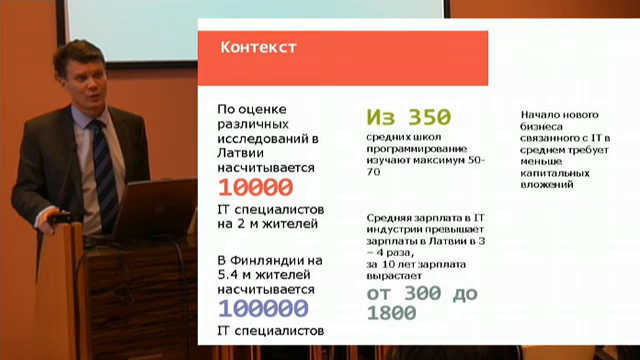 Контекст
По оценке
различных
исследований в
Латвии
насчитывается
10000
IT специалистов
на 2 м жителей
В Финляндии на
5.4 м жителей
насчитывается
100000
IT специалистов
Из 350
средних школ
программирование
изучают максимум 50-
70
Средняя зарплата в IT
индустрии превышает
зарплаты в Латвии в 3
– 4 раза,
за 10 лет зарплата
вырастает
от 300 до
1800
Начало нового
бизнеса
связанного с IT в
среднем требует
меньше
капитальных
вложений